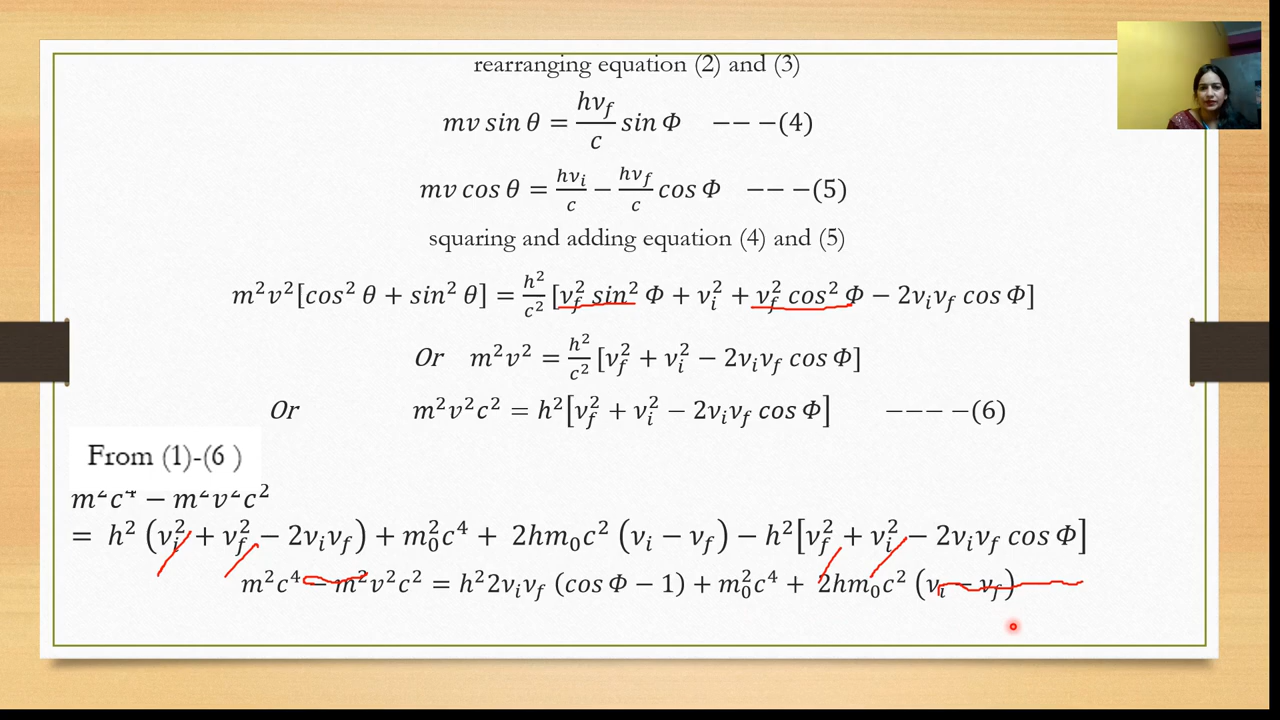 rearranging equation (2) and (3)
mv sin θ = hν_f/c sin Φ −− −(4)
mv cos θ = hν_i/c − hν_f/c cos Φ −− −(5)
squaring and adding equation (4) and (5)
m²v²[cos² θ + sin² θ] = h²/c² [ν_f² sin² Φ + ν_i² + ν_f² cos² Φ − 2ν_iν_f cos Φ]
Or m²v² = h²/c² [ν_f² + ν_i² − 2ν_iν_f cos Φ]
Or m²v²c² = h²[ν_f² + ν_i² − 2ν_iν_f cos Φ] −−− −(6)
From (1)-(6 )
m²c⁴ − m²v²c²
= h² (ν_i² + ν_f² − 2ν_iν_f) + m₀²c⁴ + 2hm₀c² (ν_i − ν_f) − h²[ν_f² + ν_i² − 2ν_iν_f cos Φ]
m²c⁴ − m²v²c² = h²2ν_iν_f (cos Φ − 1) + m₀²c⁴ + 2hm₀c² (ν_i − ν_f)